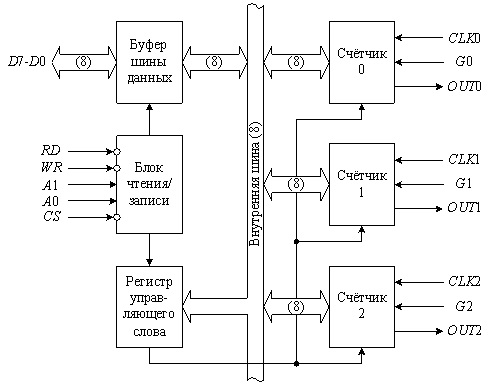 D7-D0
(8)
Буфер
шины
данных
(8)
(8)
Счётчик
0
CLK0
G0
OUT0
RD
WR
A1
A0
CS
Блок
чтения/
записи
Внутренняя шина (8)
(8)
Счётчик
1
CLK1
G1
OUT1
Регистр
управ-
ляющего
слова
(8)
Счётчик
2
CLK2
G2
OUT2